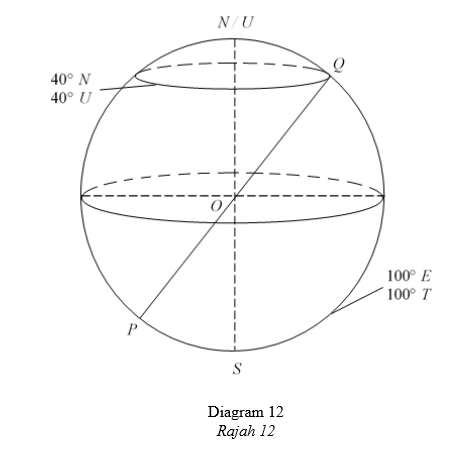 N / U
Q
40° N
40° U
O
100° E
100° T
P
S
Diagram 12
Rajah 12